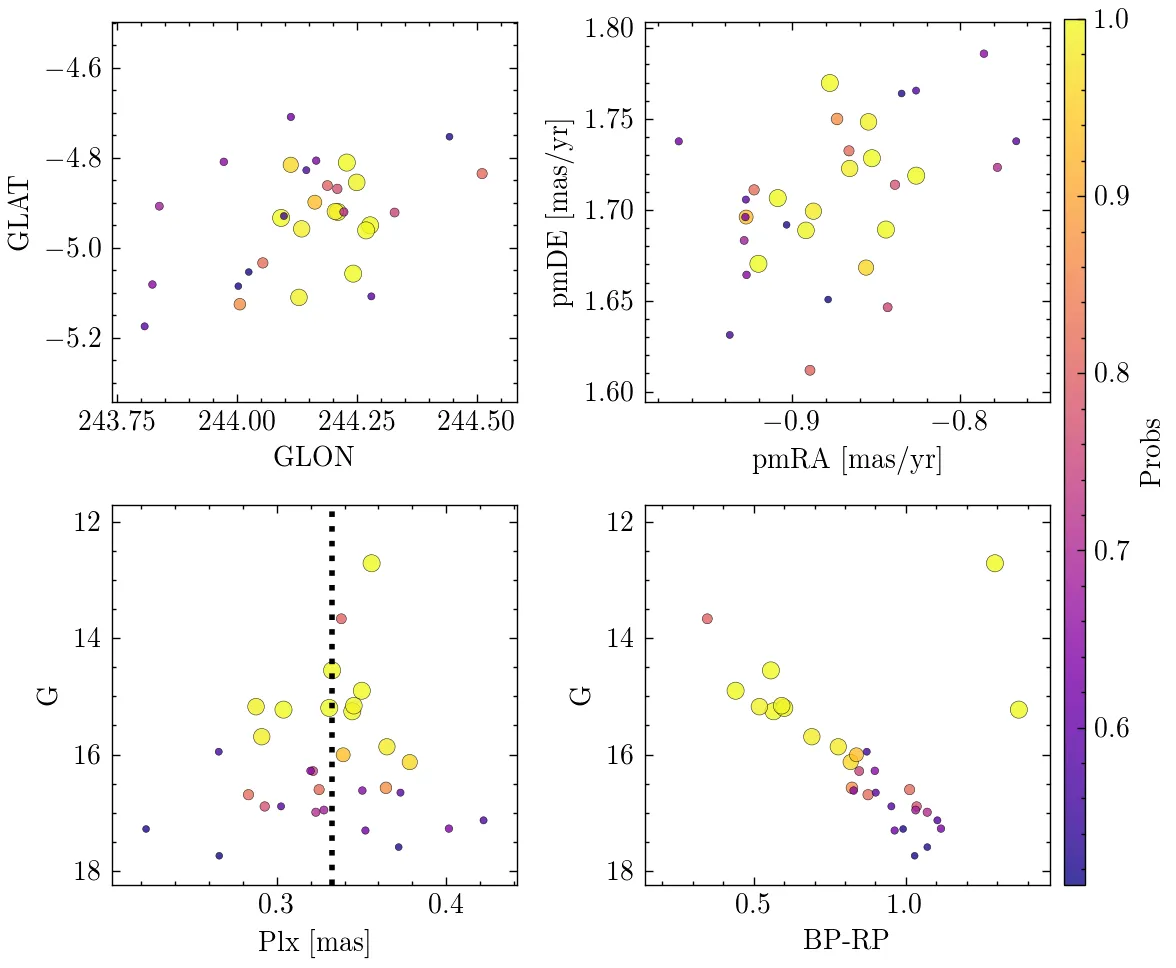 −4.6
−4.8
−5.0
−5.2
GLAT
243.75 244.00 244.25 244.50
GLON
1.80
1.75
1.70
1.65
1.60
pmDE [mas/yr]
−0.9 −0.8
pmRA [mas/yr]
12
14
16
18
G
0.3 0.4
Plx [mas]
12
14
16
18
G
0.5 1.0
BP-RP
1.0
0.9
0.8
0.7
0.6
Probs